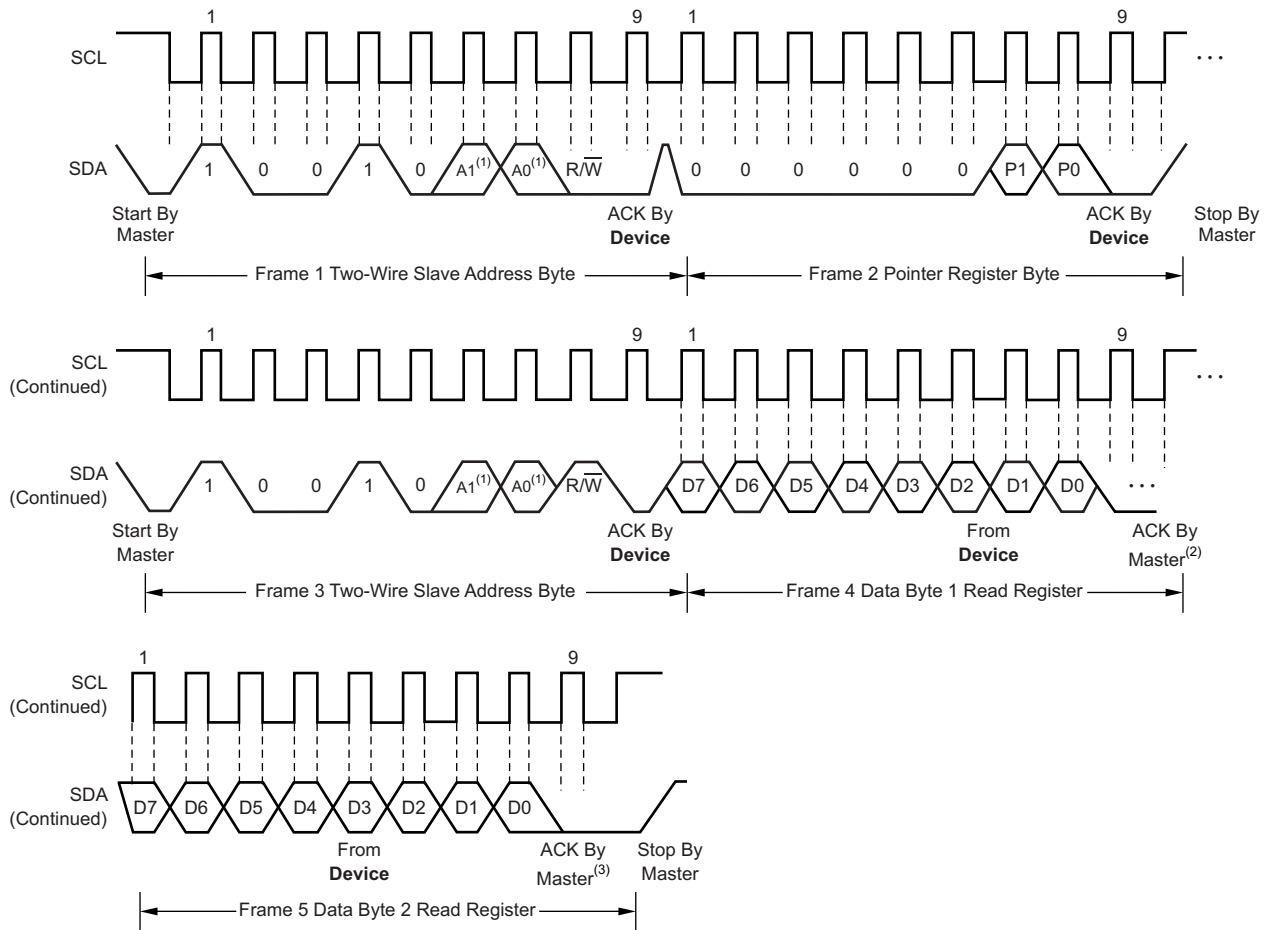 1 9 1 9
SCL ...
SDA 1 0 0 1 0 A1(1) A0(1) R/W̅ 0 0 0 0 0 0 P1 P0
Start By Master
ACK By Device
ACK By Device
Stop By Master
Frame 1 Two-Wire Slave Address Byte
Frame 2 Pointer Register Byte
1 9 1 9
SCL (Continued) ...
SDA (Continued) 1 0 0 1 0 A1(1) A0(1) R/W̅ D7 D6 D5 D4 D3 D2 D1 D0 ...
Start By Master
ACK By Device
From Device
ACK By Master(2)
Frame 3 Two-Wire Slave Address Byte
Frame 4 Data Byte 1 Read Register
1 9
SCL (Continued)
SDA (Continued) D7 D6 D5 D4 D3 D2 D1 D0
From Device
ACK By Master(3)
Stop By Master
Frame 5 Data Byte 2 Read Register